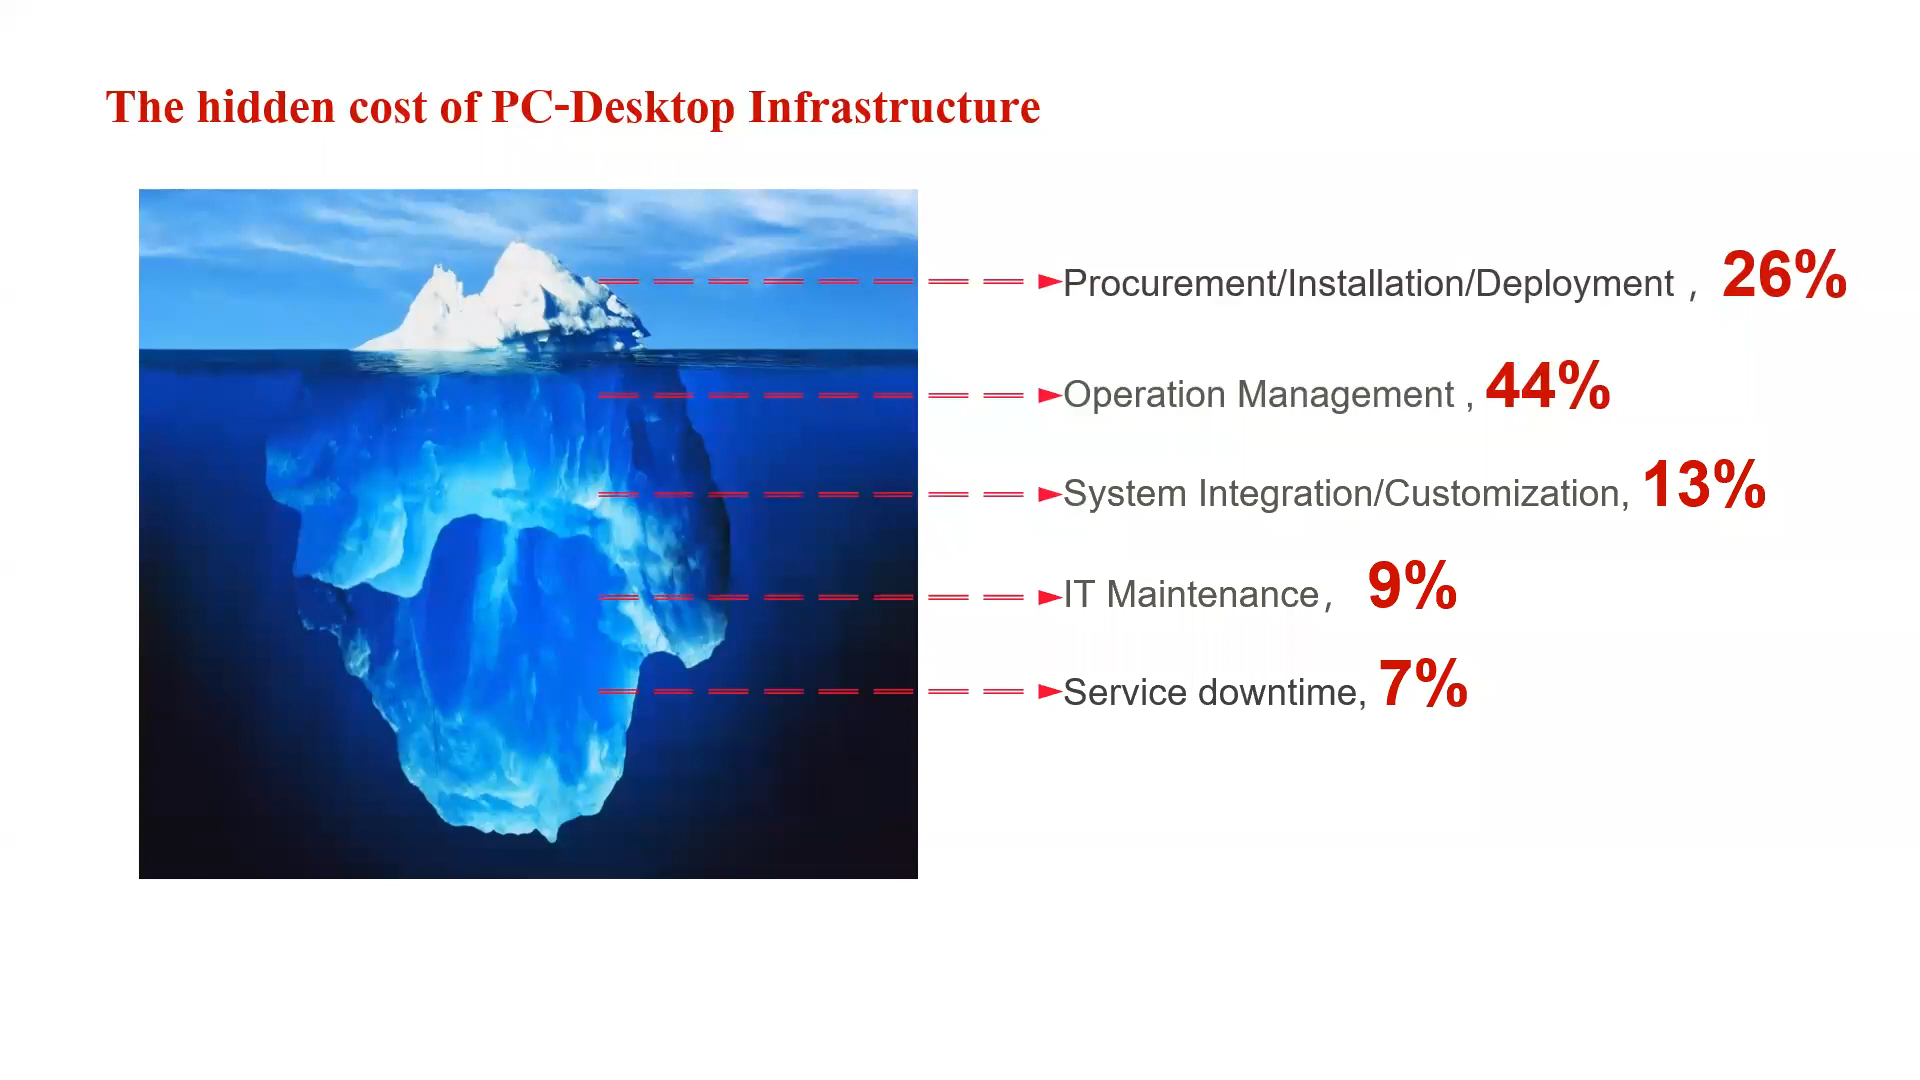 The hidden cost of PC-Desktop Infrastructure
Procurement/Installation/Deployment , 26%
Operation Management , 44%
System Integration/Customization, 13%
IT Maintenance, 9%
Service downtime, 7%